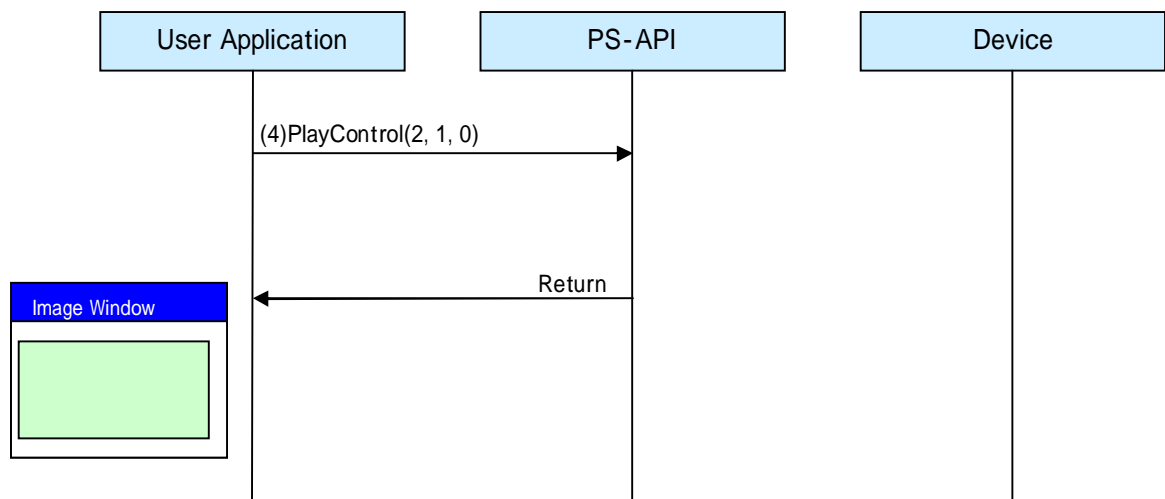 User Application
PS-API
Device
(4)PlayControl(2, 1, 0)
Return
Image Window